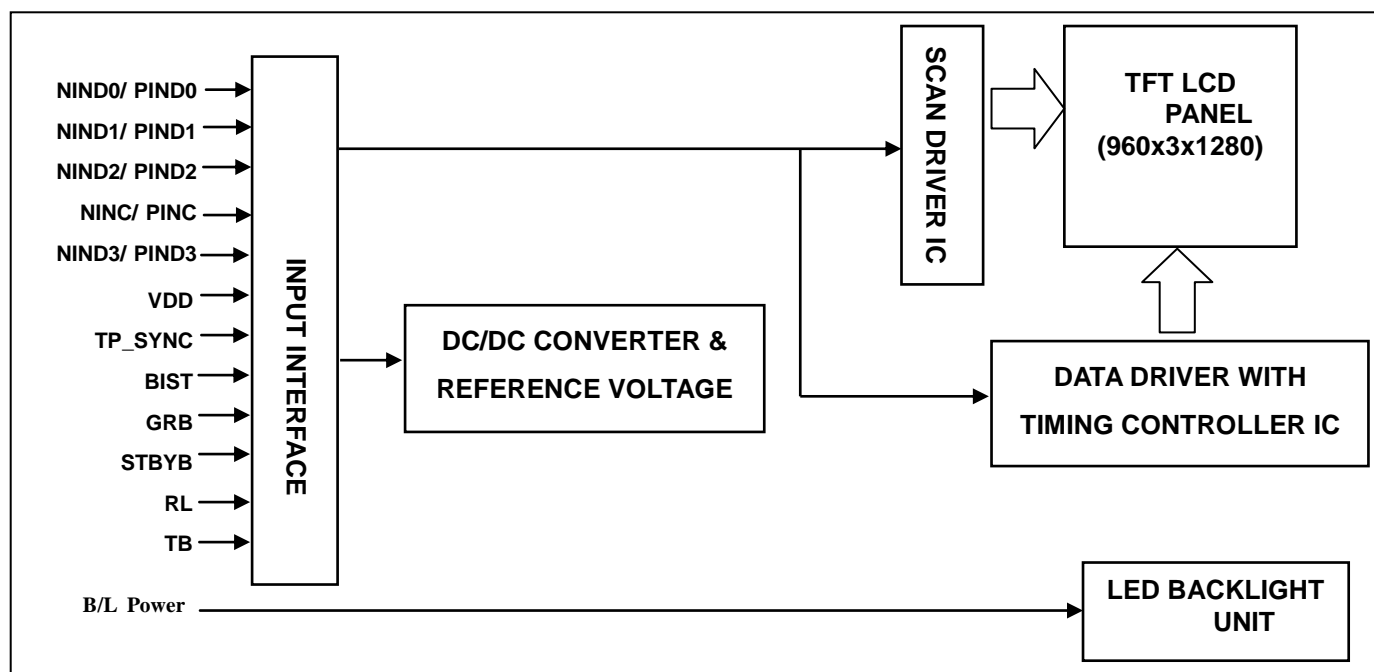 NIND0/ PIND0
NIND1/ PIND1
NIND2/ PIND2
NINC/ PINC
NIND3/ PIND3
VDD
TP_SYNC
BIST
GRB
STBYB
RL
TB
B/L Power
INPUT INTERFACE
DC/DC CONVERTER &
REFERENCE VOLTAGE
SCAN DRIVER IC
TFT LCD
PANEL
(960x3x1280)
DATA DRIVER WITH
TIMING CONTROLLER IC
LED BACKLIGHT
UNIT